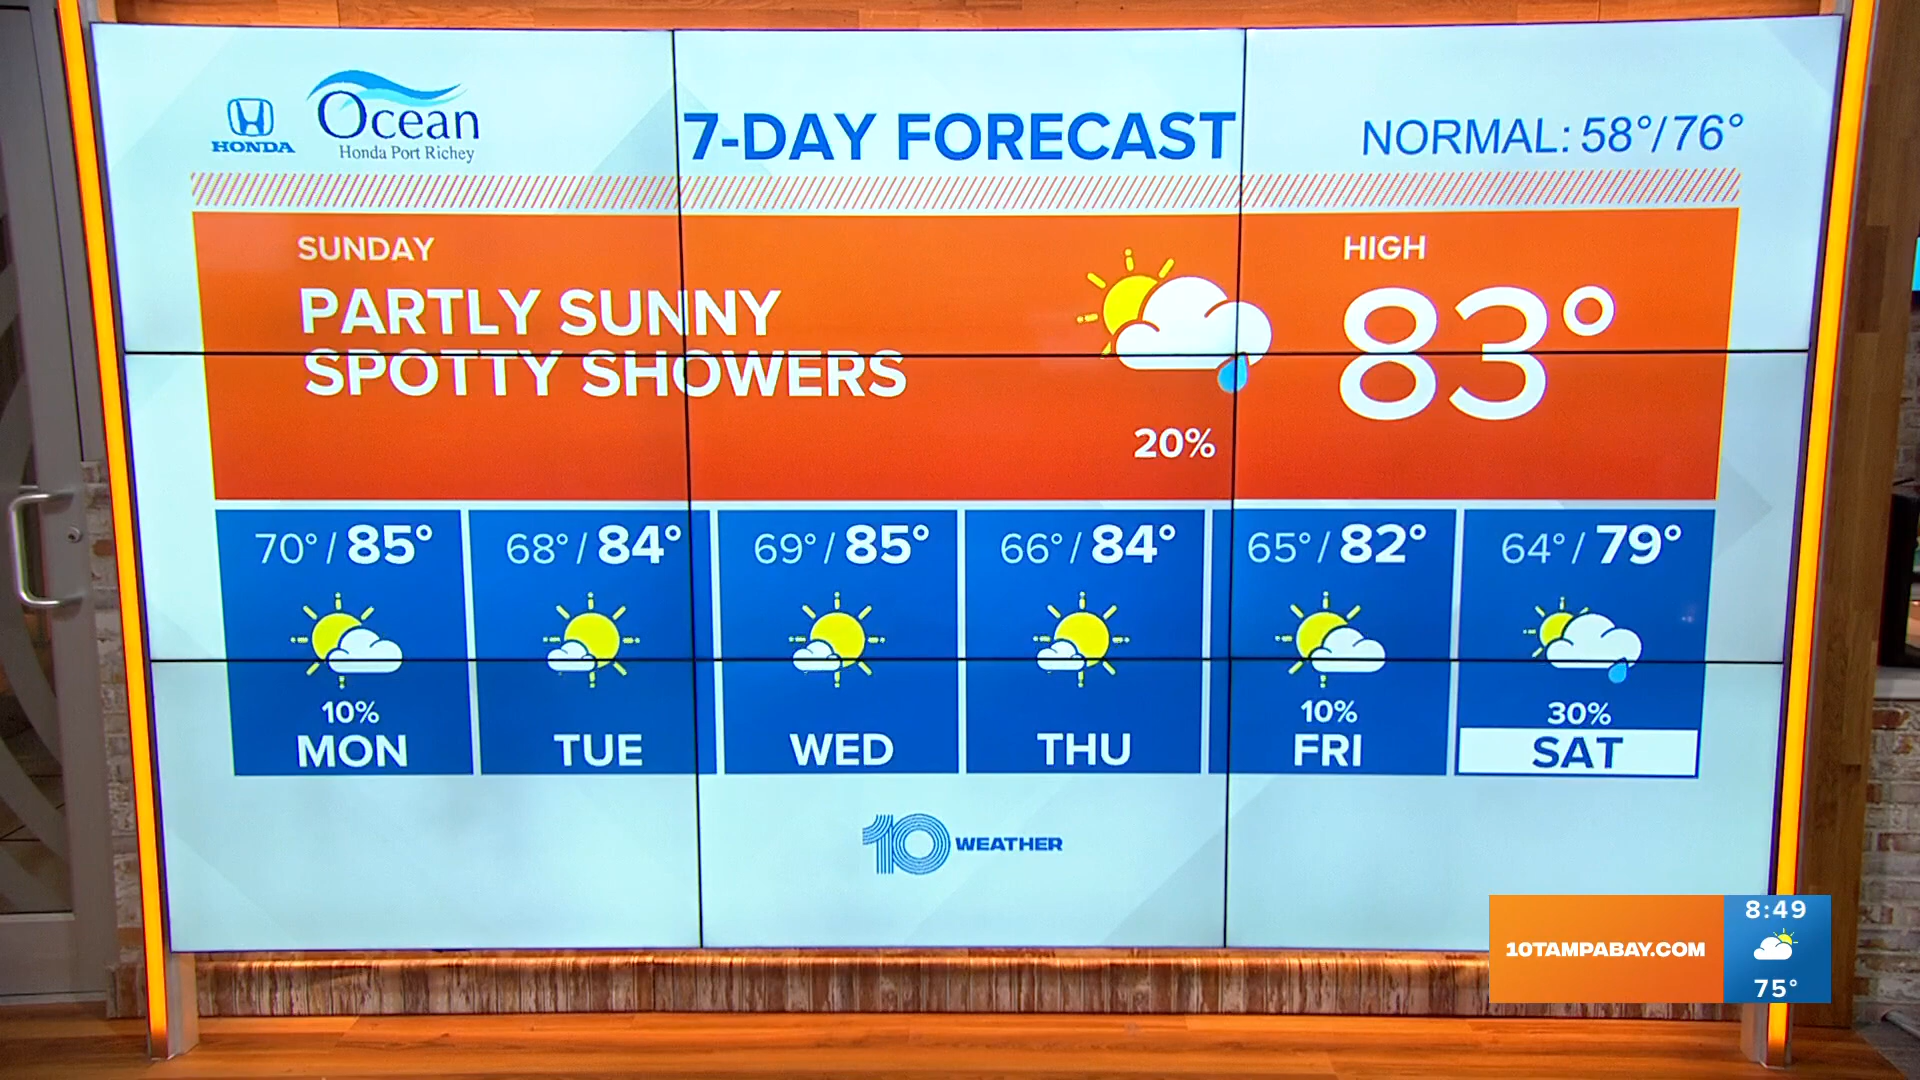 HONDA
Ocean
Honda Port Richey
7-DAY FORECAST
NORMAL: 58°/76°
SUNDAY
PARTLY SUNNY
SPOTTY SHOWERS
20%
HIGH
83°
70°/85°
10%
MON
68°/84°
TUE
69°/85°
WED
66°/84°
THU
65°/82°
10%
FRI
64°/79°
30%
SAT
10 WEATHER
10TAMPABAY.COM
8:49
75°